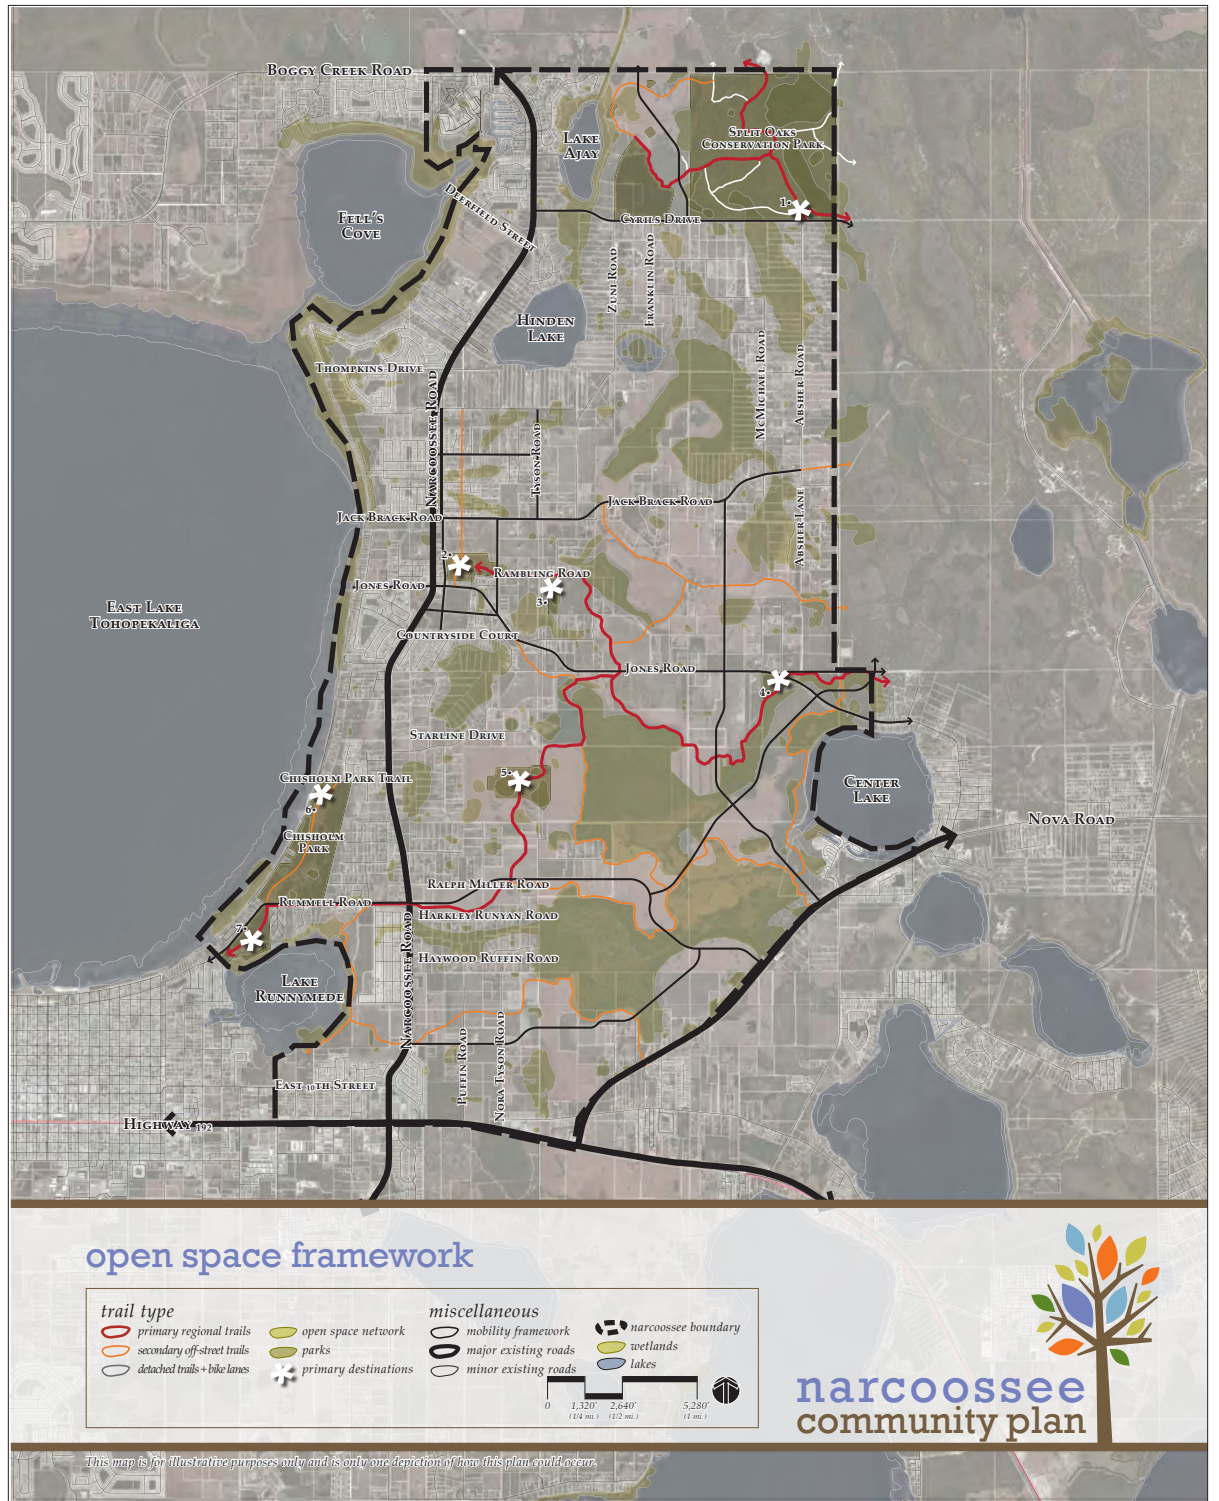 Boggy Creek Road
Lake
Ajay
Split Oaks
Conservation Park
1.
Deerfield Street
Fell's
Cove
Cyrils Drive
Zuni Road
Franklin Road
Hinden
Lake
Thompkins Drive
Narcoossee Road
McMichael Road
Absher Road
Tyson Road
Jack Brack Road
Jack Brack Road
Absher Lane
2.
Rambling Road
Jones Road
3.
East Lake
Tohopekaliga
Countryside Court
Jones Road
4.
Starline Drive
5.
Chisholm Park Trail
6.
Center
Lake
Nova Road
Chisholm
Park
Ralph Miller Road
Rummell Road
Harkley Runyan Road
7.
Narcoossee Road
Haywood Ruffin Road
Lake
Runnymede
Puffin Road
Nora Tyson Road
East 10th Street
Highway 192
open space framework
trail type
primary regional trails
secondary off-street trails
detached trails + bike lanes
open space network
parks
primary destinations
miscellaneous
mobility framework
major existing roads
minor existing roads
narcoossee boundary
wetlands
lakes
0 1,320' 2,640' 5,280'
(1/4 mi.) (1/2 mi.) (1 mi.)
narcoossee
community plan
This map is for illustrative purposes only and is only one depiction of how this plan could occur.